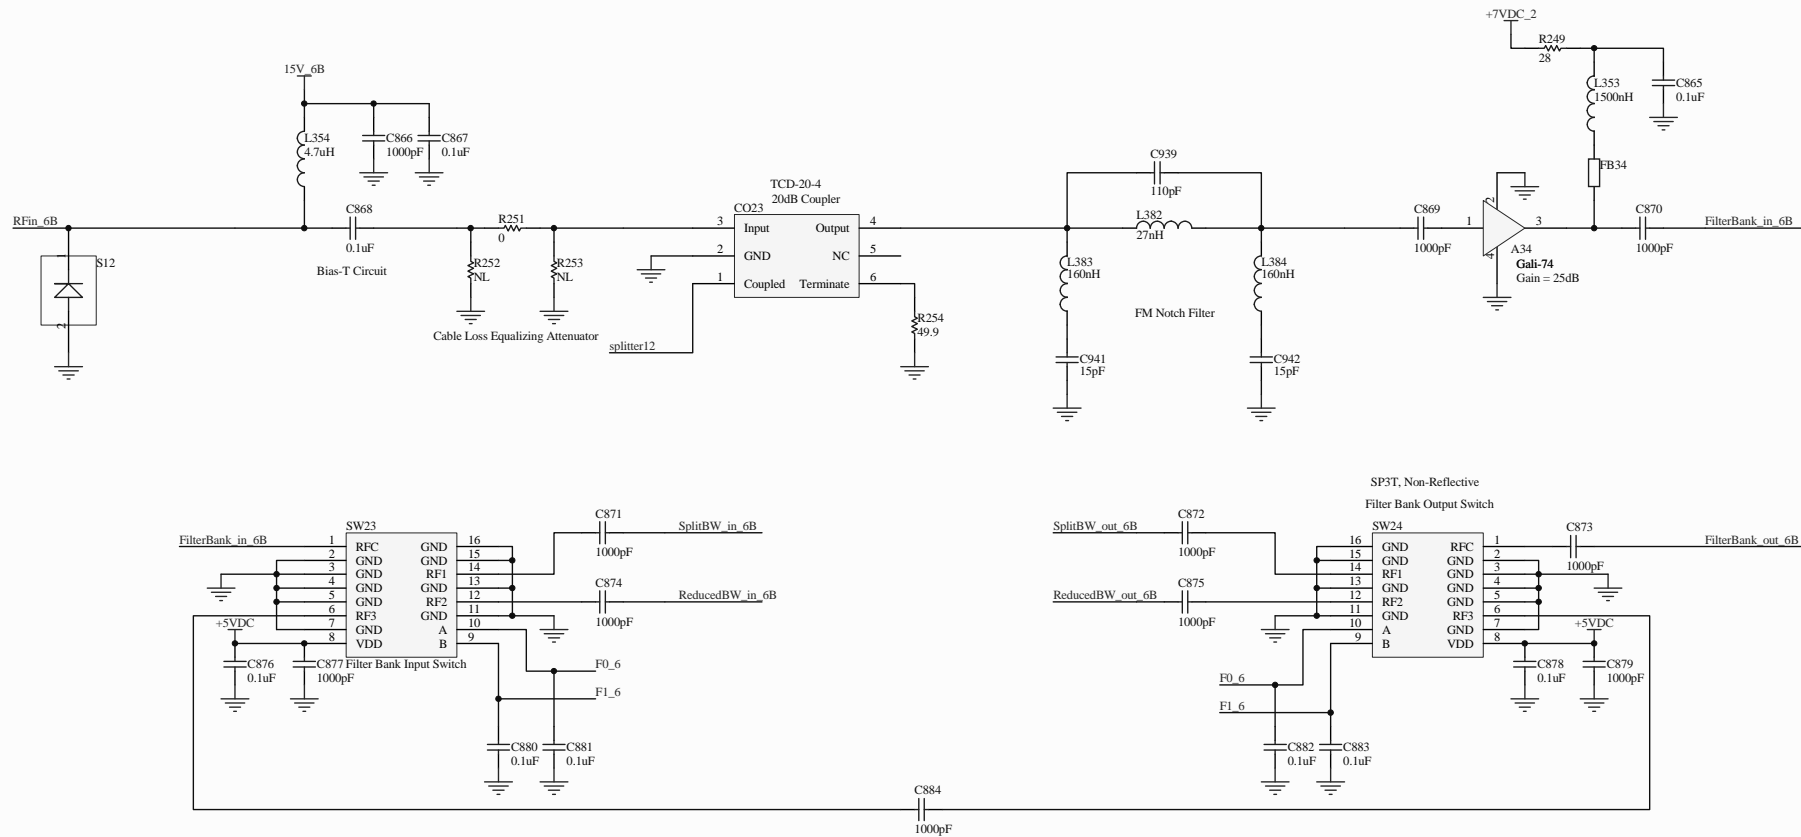 +7VDC_2
R249
28
L353
1500nH
C865
0.1uF
FB34
15V_6B
L354
4.7uH
C866
1000pF
C867
0.1uF
RFin_6B
C868
0.1uF
Bias-T Circuit
S12
1
2
R251
0
R252
NL
R253
NL
Cable Loss Equalizing Attenuator
TCD-20-4
20dB Coupler
CO23
3 Input Output 4
2 GND NC 5
1 Coupled Terminate 6
splitter12
R254
49.9
C939
110pF
L382
27nH
L383
160nH
L384
160nH
FM Notch Filter
C941
15pF
C942
15pF
C869
1000pF
1
2
3
4
A34
Gali-74
Gain = 25dB
C870
1000pF
FilterBank_in_6B
SW23
FilterBank_in_6B
1 RFC GND 16
2 GND GND 15
3 GND RF1 14
4 GND GND 13
5 GND RF2 12
6 RF3 GND 11
7 GND A 10
8 VDD B 9
Filter Bank Input Switch
+5VDC
C876
0.1uF
C877
1000pF
C871
1000pF
SplitBW_in_6B
C874
1000pF
ReducedBW_in_6B
F0_6
F1_6
C880
0.1uF
C881
0.1uF
SP3T, Non-Reflective
Filter Bank Output Switch
SW24
16 GND RFC 1
15 GND GND 2
14 RF1 GND 3
13 GND GND 4
12 RF2 GND 5
11 GND RF3 6
10 A GND 7
9 B VDD 8
SplitBW_out_6B
C872
1000pF
ReducedBW_out_6B
C875
1000pF
C873
1000pF
FilterBank_out_6B
+5VDC
C878
0.1uF
C879
1000pF
F0_6
F1_6
C882
0.1uF
C883
0.1uF
C884
1000pF